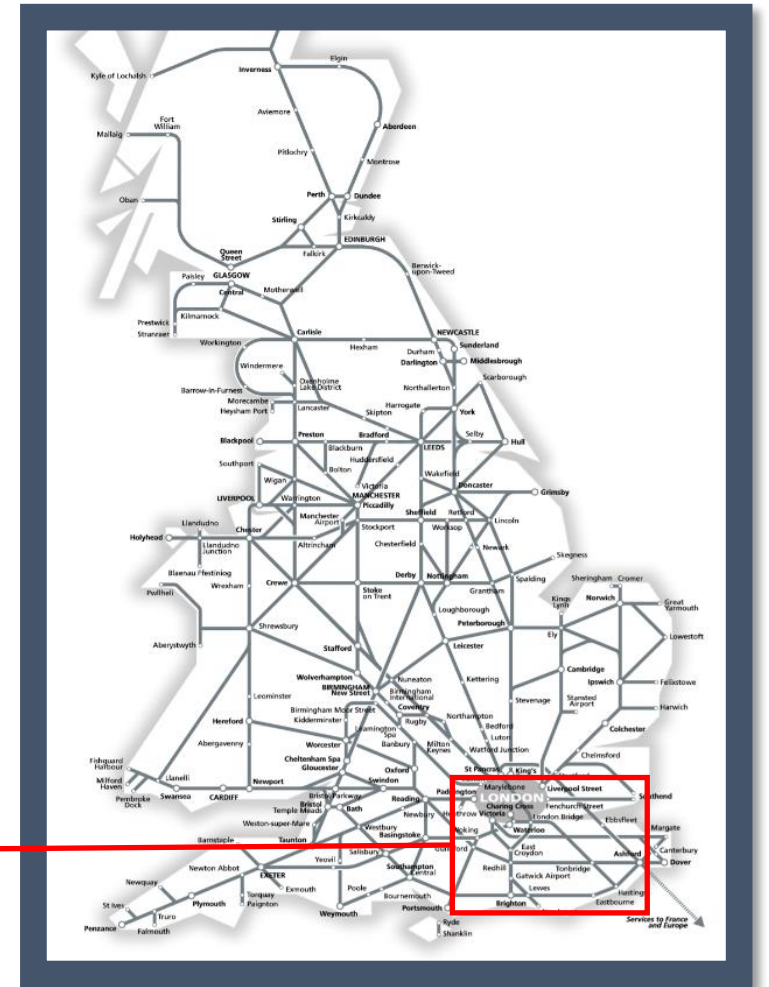 Kyle of Lochalsh
Inverness
Elgin
Aviemore
Aberdeen
Fort
William
Mallaig
Pitlochry
Montrose
Oban
Perth
Dundee
Stirling
Kirkcaldy
EDINBURGH
Queen
Street
Falkirk
GLASGOW
Central
Paisley
Motherwell
Berwick-
upon-Tweed
Prestwick
Kilmarnock
Stranraer
Carlisle
Hexham
NEWCASTLE
Workington
Durham
Sunderland
Darlington
Middlesbrough
Windermere
Oxenholme
Lake District
Northallerton
Scarborough
Barrow-in-Furness
Morecambe
Heysham Port
Lancaster
Harrogate
York
Skipton
Blackpool
Preston
Bradford
LEEDS
Selby
Hull
Blackburn
Huddersfield
Southport
Bolton
Wakefield
Wigan
Victoria
MANCHESTER
Piccadilly
Doncaster
Grimsby
LIVERPOOL
Warrington
Manchester
Airport
Sheffield
Retford
Stockport
Worksop
Lincoln
Llandudno
Holyhead
Llandudno
Junction
Chester
Altrincham
Chesterfield
Newark
Skegness
Blaenau Ffestiniog
Pwllheli
Wrexham
Crewe
Stoke
on Trent
Derby
Nottingham
Grantham
Spalding
Sheringham
Cromer
Kings
Lynn
Norwich
Great
Yarmouth
Loughborough
Aberystwyth
Shrewsbury
Peterborough
Ely
Lowestoft
Stafford
Leicester
Wolverhampton
BIRMINGHAM
New Street
Nuneaton
Birmingham
International
Kettering
Cambridge
Ipswich
Felixstowe
Leominster
Birmingham Moor Street
Coventry
Stevenage
Stansted
Airport
Harwich
Hereford
Kidderminster
Rugby
Northampton
Colchester
Leamington
Spa
Bedford
Abergavenny
Worcester
Banbury
Milton
Keynes
Luton
Watford Junction
Chelmsford
Fishguard
Harbour
Cheltenham Spa
Gloucester
Oxford
St Pancras
King's
Milford
Haven
Llanelli
Newport
Swindon
Marylebone
Liverpool Street
Pembroke
Dock
Swansea
CARDIFF
Bristol Parkway
Reading
Paddington
LONDON
Fenchurch Street
Southend
Bristol
Temple Meads
Bath
Newbury
Heathrow
Victoria
Charing Cross
London Bridge
Ebbsfleet
Weston-super-Mare
Westbury
Basingstoke
Woking
Waterloo
Margate
Barnstaple
Taunton
Salisbury
Guildford
East
Croydon
Ashford
Canterbury
Dover
Newton Abbot
EXETER
Yeovil
Southampton
Central
Redhill
Gatwick Airport
Tonbridge
Newquay
Exmouth
Poole
Bournemouth
Lewes
Hastings
St Ives
Truro
Plymouth
Torquay
Paignton
Weymouth
Portsmouth
Brighton
Eastbourne
Penzance
Falmouth
Ryde
Shanklin
Services to France
and Europe